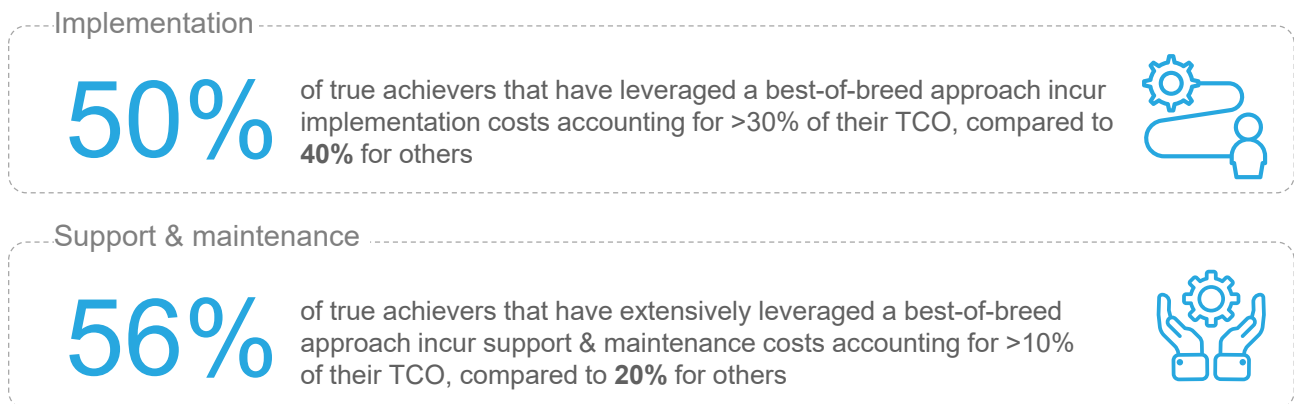 Implementation
50%
of true achievers that have leveraged a best-of-breed approach incur
implementation costs accounting for >30% of their TCO, compared to
40% for others
Support & maintenance
56%
of true achievers that have extensively leveraged a best-of-breed
approach incur support & maintenance costs accounting for >10%
of their TCO, compared to 20% for others